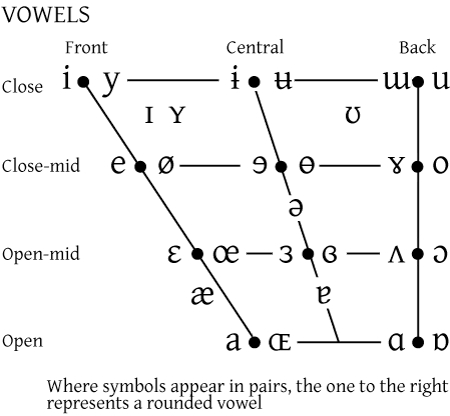 VOWELS
Front Central Back
Close i y ɨ ʉ ɯ u
ɪ ʏ ʊ
Close-mid e ø ɘ ɵ ɤ o
ə
Open-mid ɛ œ ɜ ɞ ʌ ɔ
æ ɐ
Open a ɶ ɑ ɒ
Where symbols appear in pairs, the one to the right
represents a rounded vowel